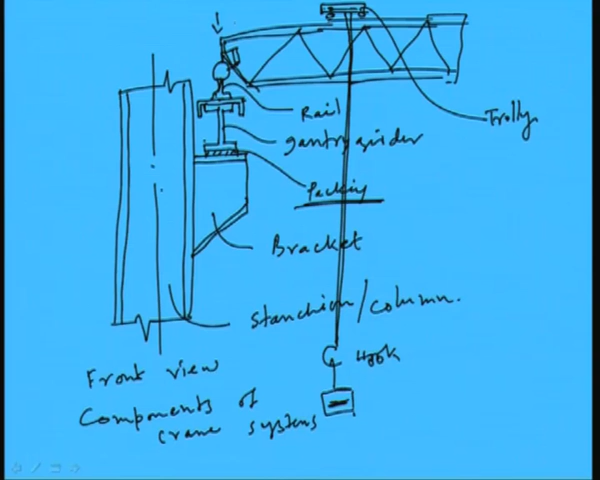 Rail
Trolly
gantry girder
Packing
Bracket
Stanchion/column.
Hook
Front view
Components of
crane systems